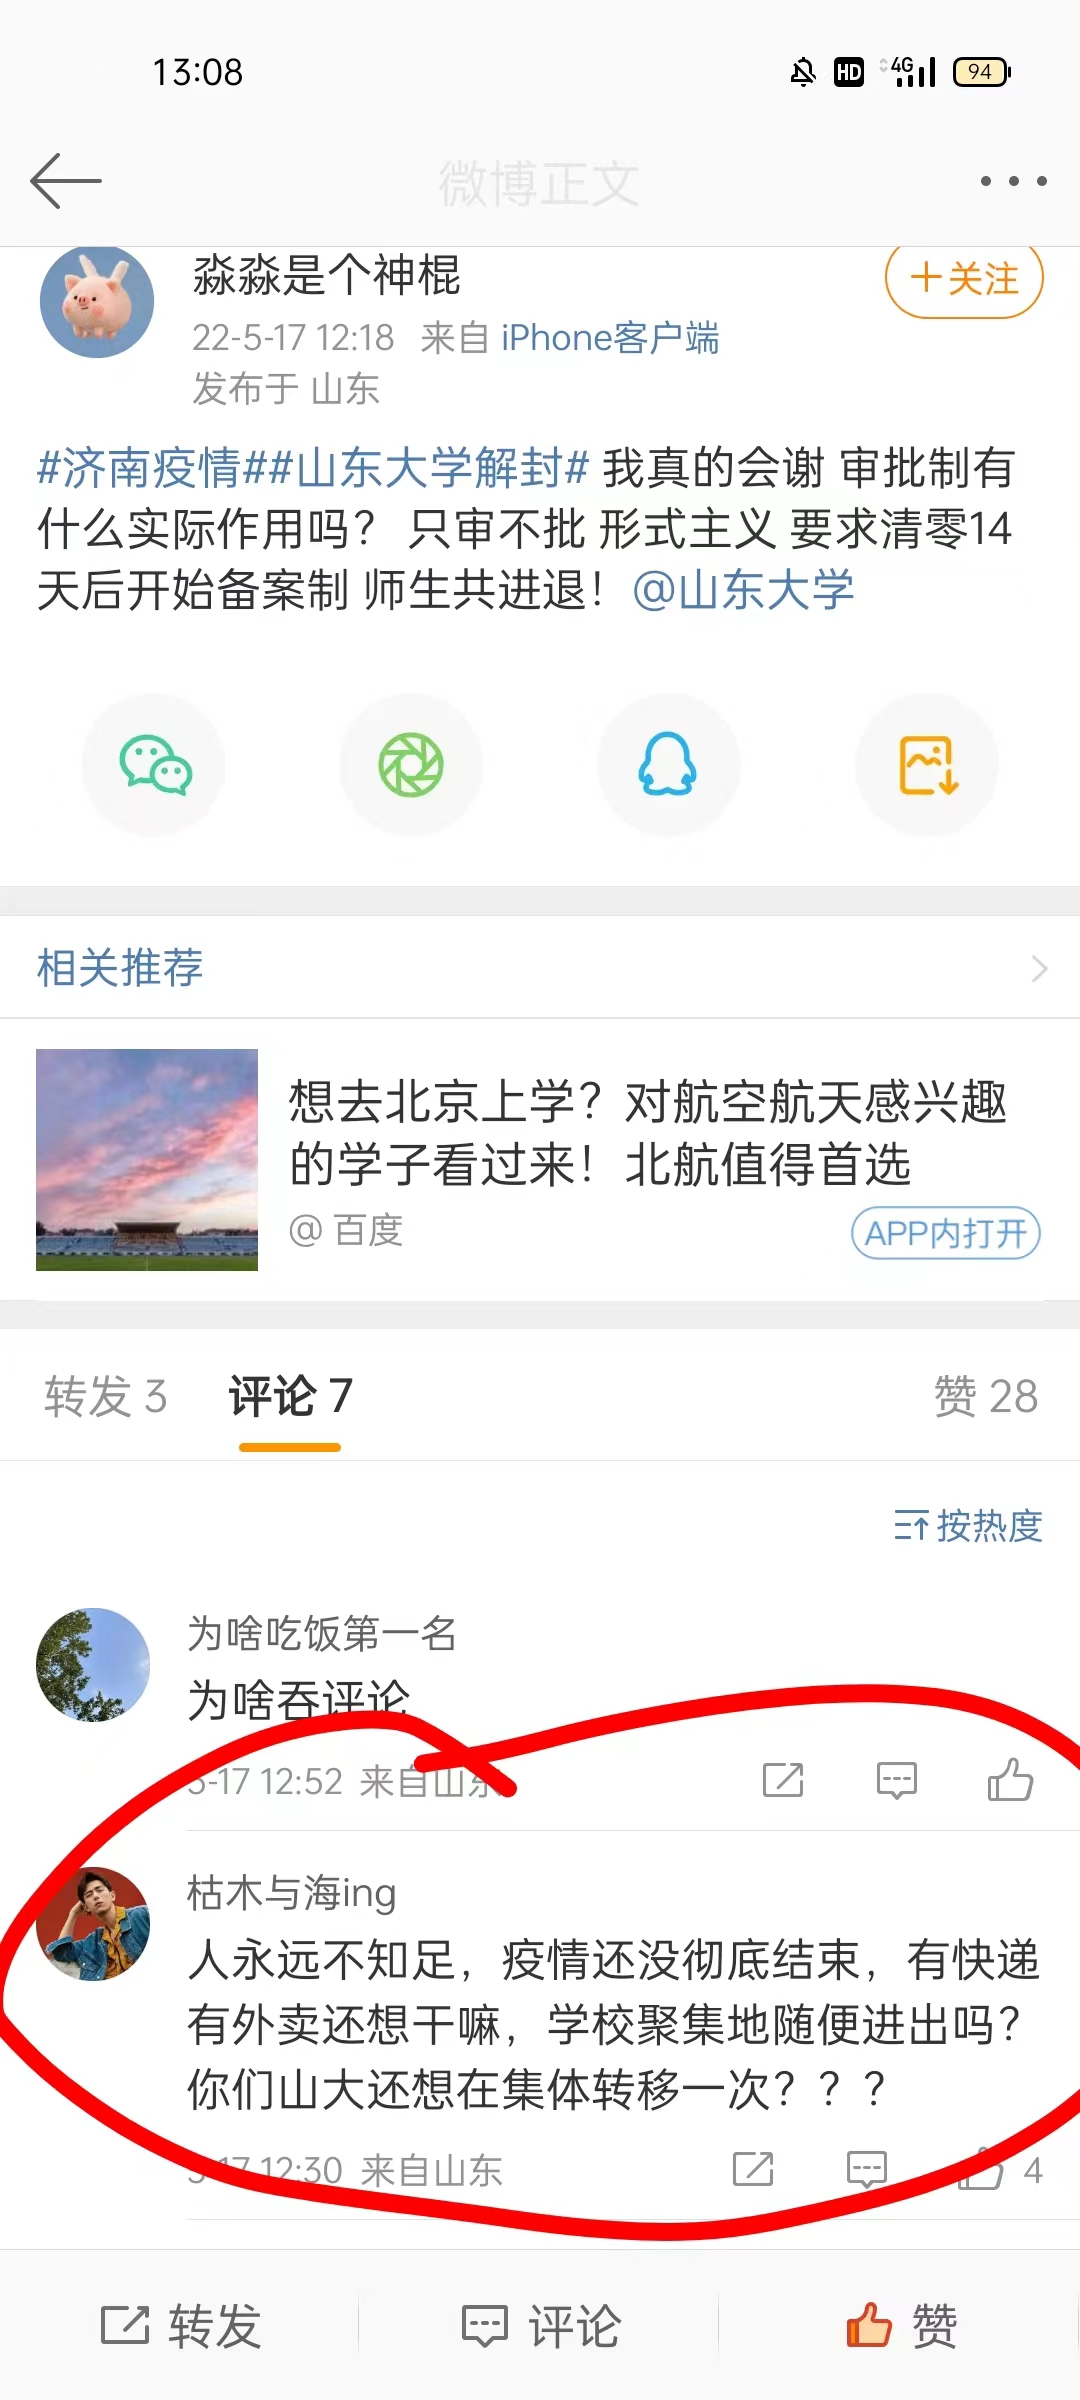 13:08
HD 4G 94
微博正文
淼淼是个神棍
+关注
22-5-17 12:18 来自 iPhone客户端
发布于 山东
#济南疫情##山东大学解封# 我真的会谢 审批制有
什么实际作用吗？ 只审不批 形式主义 要求清零14
天后开始备案制 师生共进退！@山东大学
相关推荐
想去北京上学？对航空航天感兴趣
的学子看过来！北航值得首选
@ 百度
APP内打开
转发 3 评论 7 赞 28
按热度
为啥吃饭第一名
为啥吞评论
5-17 12:52 来自山东
枯木与海ing
人永远不知足，疫情还没彻底结束，有快递
有外卖还想干嘛，学校聚集地随便进出吗？
你们山大还想在集体转移一次？？？
5-17 12:30 来自山东 4
转发 评论 赞